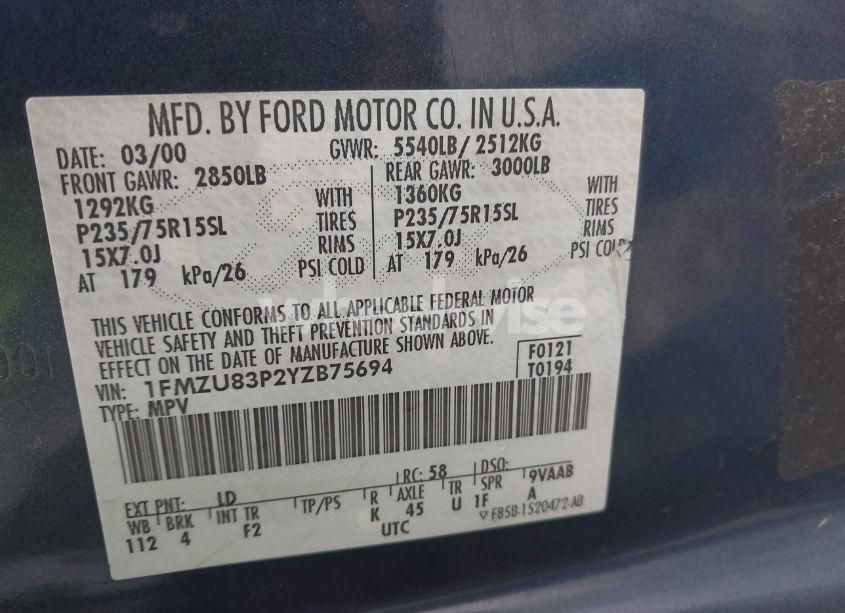 MFD. BY FORD MOTOR CO. IN U.S.A.
DATE: 03/00 GVWR: 5540LB/ 2512KG
FRONT GAWR: 2850LB REAR GAWR: 3000LB
1292KG WITH 1360KG WITH
P235/75R15SL TIRES P235/75R15SL TIRES
15X7.0J RIMS 15X7.0J RIMS
AT 179 kPa/26 PSI COLD AT 179 kPa/26 PSI COLD
THIS VEHICLE CONFORMS TO ALL APPLICABLE FEDERAL MOTOR
VEHICLE SAFETY AND THEFT PREVENTION STANDARDS IN
EFFECT ON THE DATE OF MANUFACTURE SHOWN ABOVE.
F0121
VIN: 1FMZU83P2YZB75694 T0194
TYPE: MPV
EXT PNT: LD RC: 58 DSO: 9VAAB
WB BRK INT TR TP/PS R AXLE TR SPR
112 4 F2 K 45 U 1F A
UTC ▽ F85B-1520472-AB